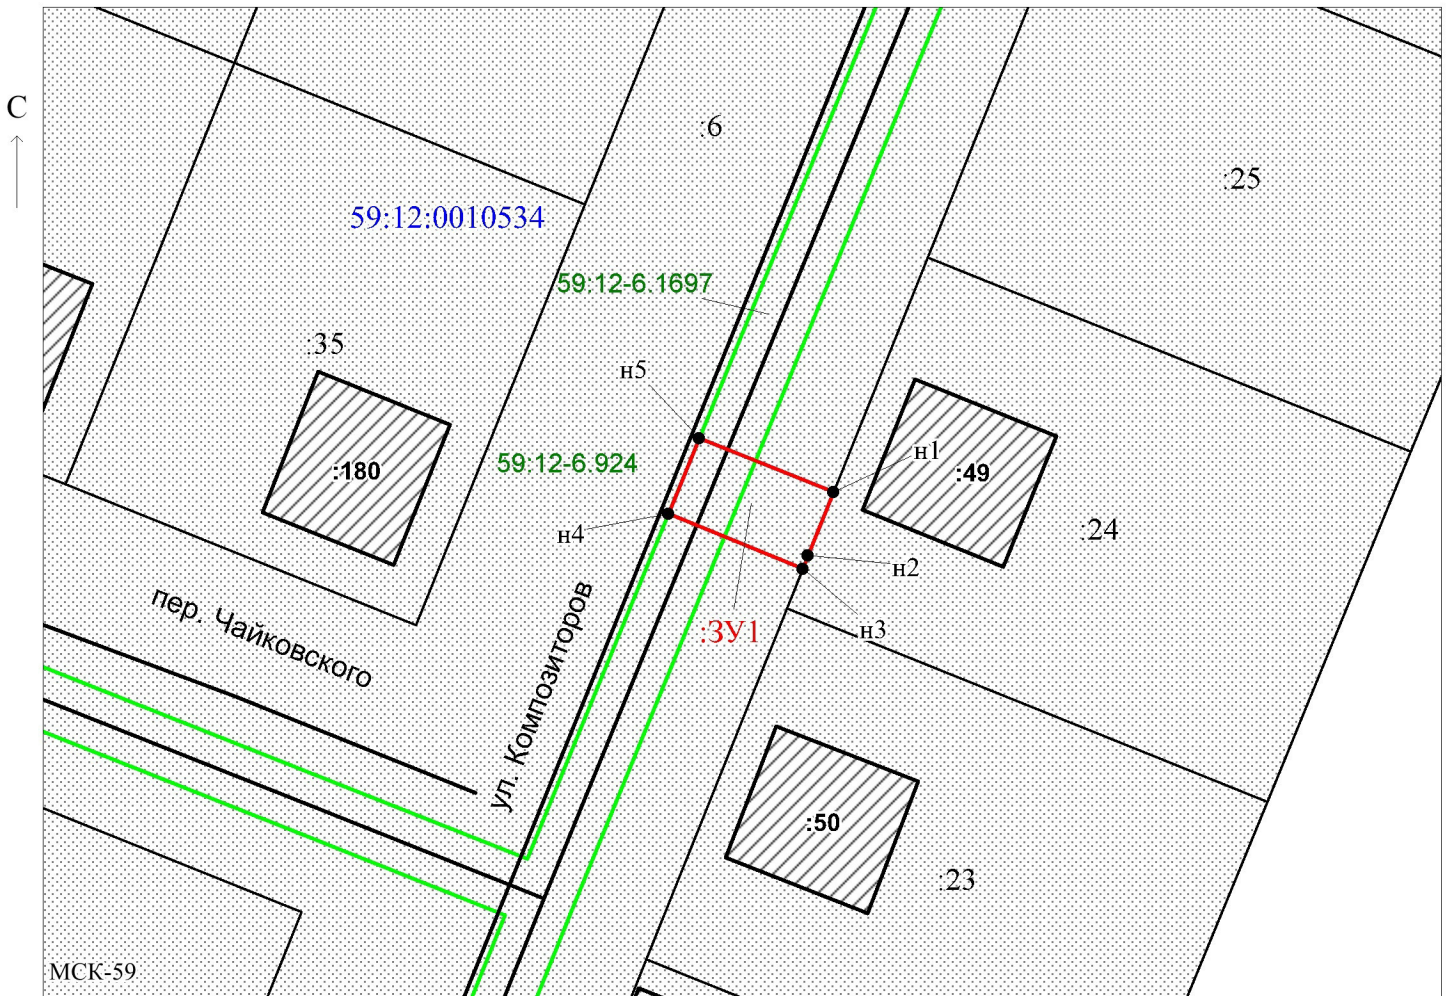 С
:6
:25
59:12:0010534
59:12-6.1697
:35
н5
н1
59:12-6.924
:180
:49
н4
:24
н2
пер. Чайковского
ул. Композиторов
:ЗУ1
н3
:50
:23
МСК-59